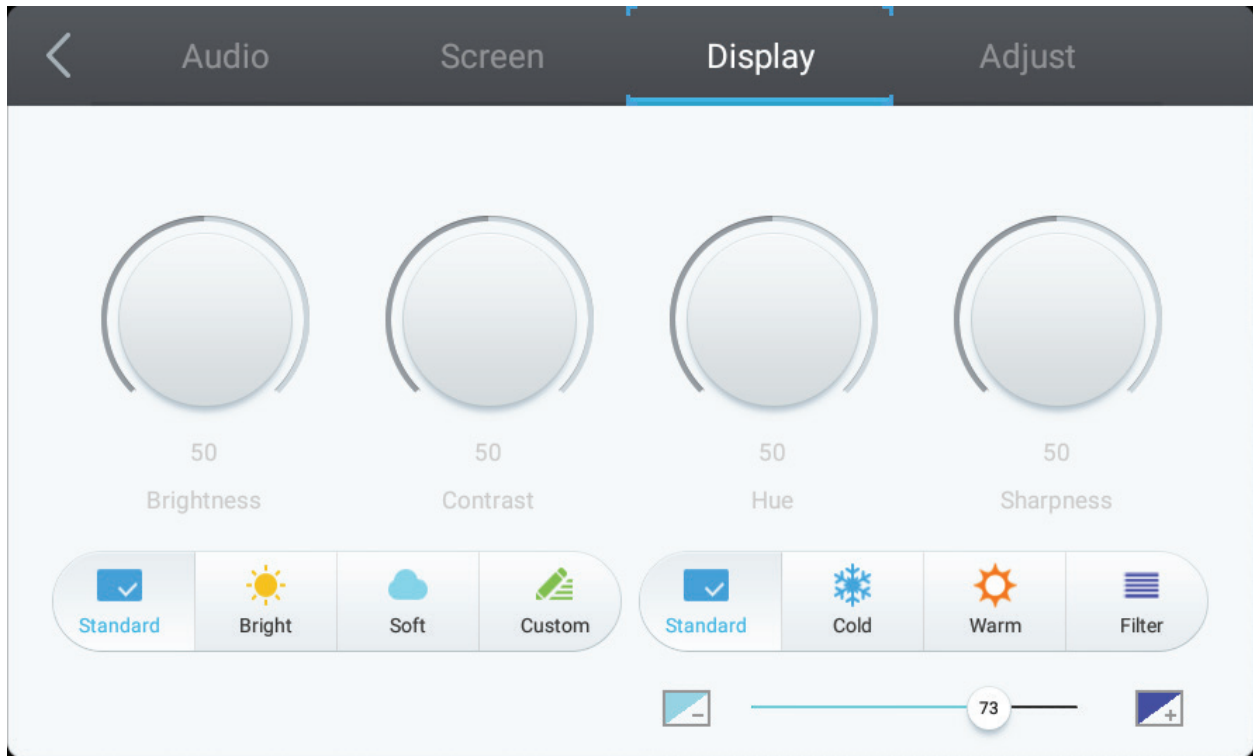 Audio Screen Display Adjust
50 50 50 50
Brightness Contrast Hue Sharpness
Standard Bright Soft Custom Standard Cold Warm Filter
73